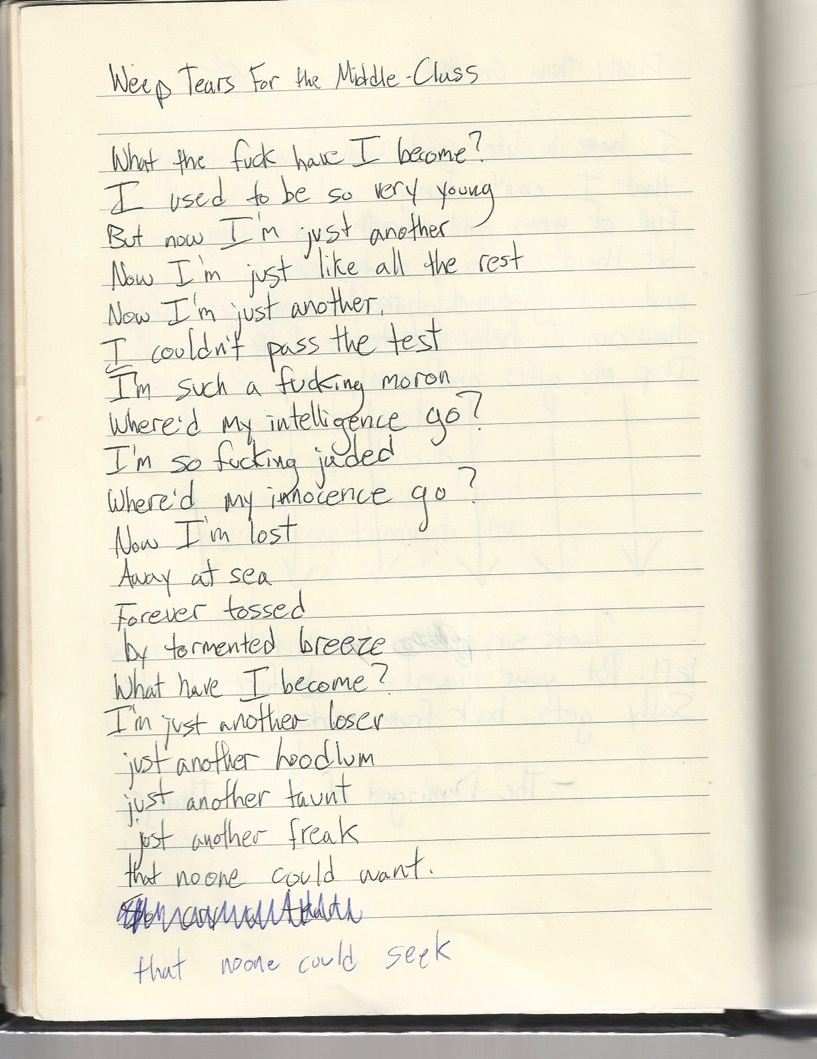 Weep Tears For the Middle-Class
What the fuck have I become?
I used to be so very young
But now I'm just another
Now I'm just like all the rest
Now I'm just another.
I couldn't pass the test
I'm such a fucking moron
Where'd my intelligence go?
I'm so fucking jaded
Where'd my innocence go?
Now I'm lost
Away at sea
Forever tossed
by tormented breeze
What have I become?
I'm just another loser
just another hoodlum
just another taunt
just another freak
that noone could want.
that noone could seek